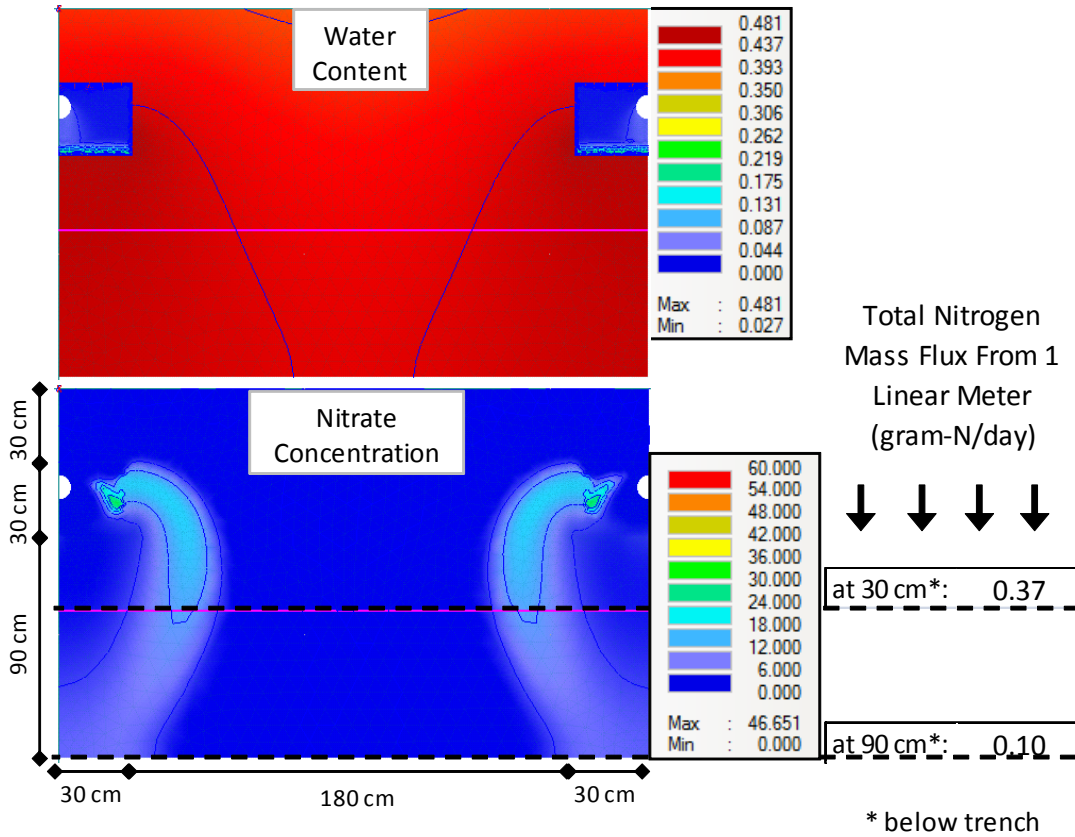 Water
Content
0.481
0.437
0.393
0.350
0.306
0.262
0.219
0.175
0.131
0.087
0.044
0.000
Max : 0.481
Min : 0.027
Total Nitrogen
Mass Flux From 1
Linear Meter
(gram-N/day)
Nitrate
Concentration
30 cm
30 cm
90 cm
60.000
54.000
48.000
42.000
36.000
30.000
24.000
18.000
12.000
6.000
0.000
Max : 46.651
Min : 0.000
at 30 cm*: 0.37
at 90 cm*: 0.10
30 cm
180 cm
30 cm
* below trench